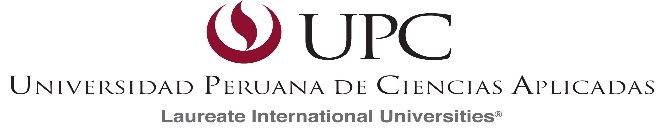 UPC
UNIVERSIDAD PERUANA DE CIENCIAS APLICADAS
Laureate International Universities®